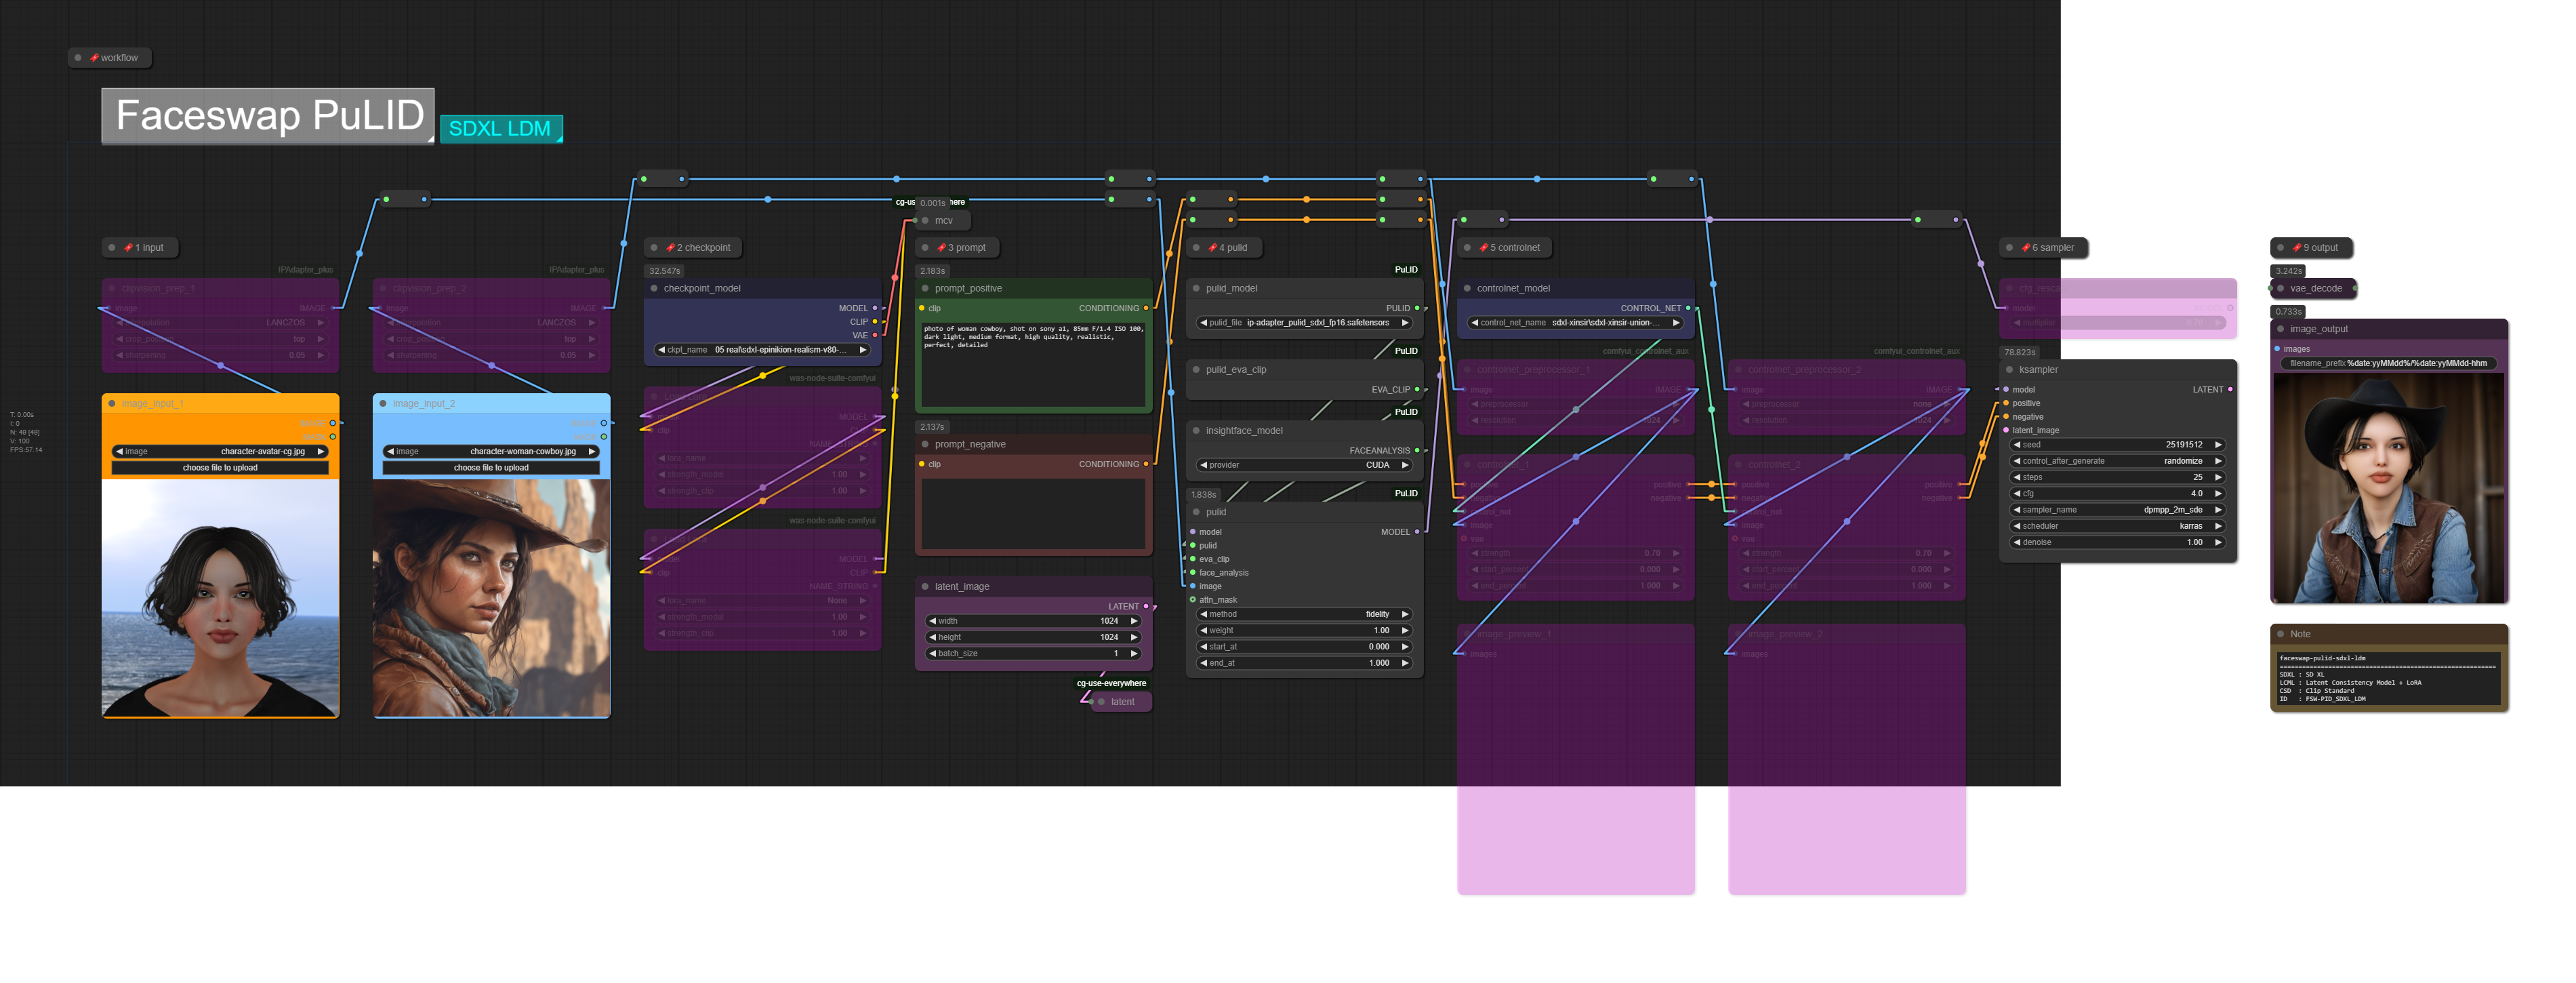 workflow
Faceswap PuLID
SDXL LDM
0.001s
mcv
1 input
2 checkpoint
3 prompt
4 pulid
5 controlnet
6 sampler
9 output
IPAdapter_plus
clipvision_prep_1
image
IMAGE
LANCZOS
crop_position
top
sharpening
0.05
IPAdapter_plus
clipvision_prep_2
image
IMAGE
LANCZOS
crop_position
top
sharpening
0.05
image_input_1
image
character-avatar-cg.jpg
choose file to upload
image_input_2
image
character-woman-cowboy.jpg
choose file to upload
T: 0.00s
I: 0
N: 49 [49]
V: 100
FPS:57.14
32.547s
checkpoint_model
MODEL
CLIP
VAE
ckpt_name
05 real\sdxl-epinikion-realism-v80-...
was-node-suite-comfyui
MODEL
clip
lora_name
strength_model
1.00
strength_clip
1.00
was-node-suite-comfyui
MODEL
clip
CLIP
NAME_STRING
lora_name
None
strength_model
1.00
strength_clip
1.00
2.183s
prompt_positive
clip
CONDITIONING
photo of woman cowboy, shot on sony a1, 85mm F/1.4 ISO 100,
dark light, medium format, high quality, realistic,
perfect, detailed
2.137s
prompt_negative
clip
CONDITIONING
latent_image
LATENT
width
1024
height
1024
batch_size
1
cg-use-everywhere
latent
PuLID
pulid_model
PULID
pulid_file
ip-adapter_pulid_sdxl_fp16.safetensors
PuLID
pulid_eva_clip
EVA_CLIP
PuLID
insightface_model
FACEANALYSIS
provider
CUDA
1.838s
PuLID
pulid
model
MODEL
pulid
eva_clip
face_analysis
image
attn_mask
method
fidelity
weight
1.00
start_at
0.000
end_at
1.000
controlnet_model
CONTROL_NET
control_net_name
sdxl-xinsir\sdxl-xinsir-union-...
comfyui_controlnet_aux
controlnet_preprocessor_1
image
IMAGE
preprocessor
resolution
1024
controlnet_1
positive
negative
image
vae
strength
0.70
start_percent
0.000
end_percent
1.000
image_preview_1
images
comfyui_controlnet_aux
controlnet_preprocessor_2
image
IMAGE
preprocessor
none
resolution
1024
controlnet_2
positive
positive
negative
negative
image
vae
strength
0.70
start_percent
0.000
end_percent
1.000
image_preview_2
images
model
multiplier
78.823s
ksampler
model
LATENT
positive
negative
latent_image
seed
25191512
control_after_generate
randomize
steps
25
cfg
4.0
sampler_name
dpmpp_2m_sde
scheduler
karras
denoise
1.00
3.242s
vae_decode
0.733s
image_output
images
filename_prefix
%date:yyMMdd%/%date:yyMMdd-hhm
Note
faceswap-pulid-sdxl-ldm
SDXL : SD XL
LCML : Latent Consistency Model + LoRA
CSD : Clip Standard
ID : FSW-PID_SDXL_LDM